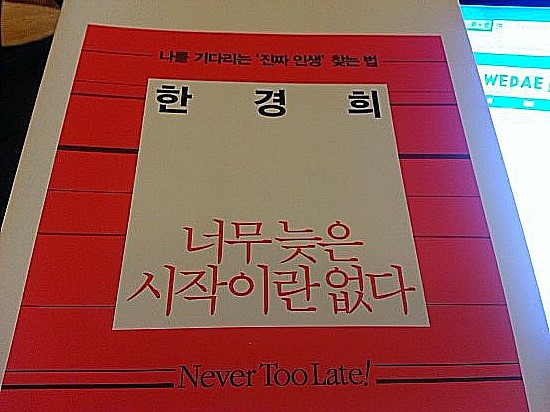 나를 기다리는 '진짜 인생' 찾는 법
한 경 희
너무 늦은
시작이란 없다
Never Too Late!
WEDAE